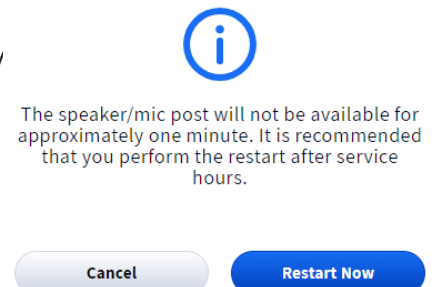 The speaker/mic post will not be available for
approximately one minute. It is recommended
that you perform the restart after service
hours.
Cancel
Restart Now